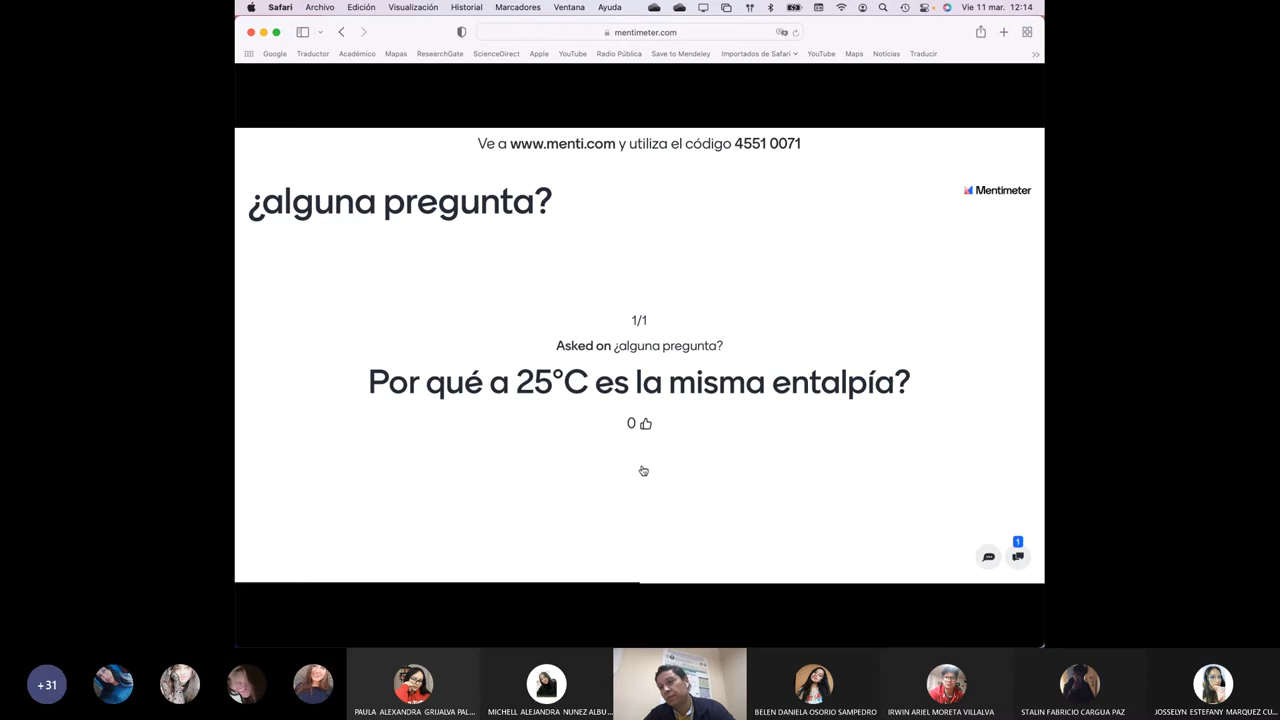 Safari Archivo Edición Visualización Historial Marcadores Ventana Ayuda Vie 11 mar. 12:14
mentimeter.com
Google Traductor Académico Mapas ResearchGate ScienceDirect Apple YouTube Radio Pública Save to Mendeley Importados de Safari YouTube Maps Noticias Traducir
Ve a www.menti.com y utiliza el código 4551 0071
Mentimeter
¿alguna pregunta?
1/1
Asked on ¿alguna pregunta?
Por qué a 25°C es la misma entalpía?
0
1
+31
PAULA ALEXANDRA GRIJALVA PAL... MICHELL ALEJANDRA NUNEZ ALBU... BELEN DANIELA OSORIO SAMPEDRO IRWIN ARIEL MORETA VILLALVA STALIN FABRICIO CARGUA PAZ JOSSELYN ESTEFANY MARQUEZ CU...